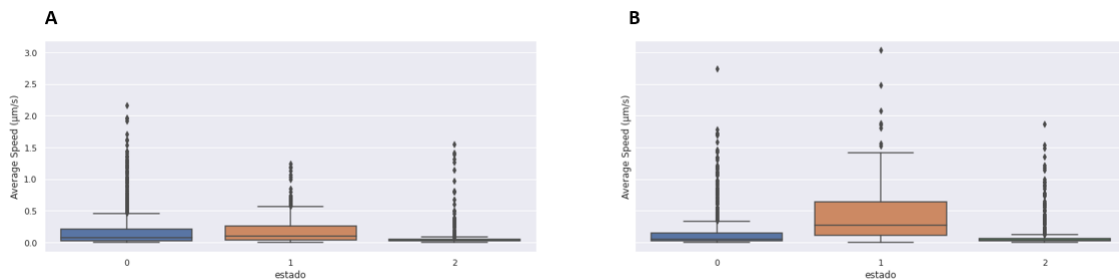 A
Average Speed (μm/s)
3.0
2.5
2.0
1.5
1.0
0.5
0.0
0 1 2
estado
B
Average Speed (μm/s)
0 1 2
estado